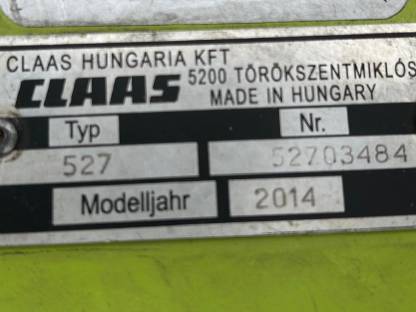 CLAAS HUNGARIA KFT
5200 TÖRÖKSZENTMIKLÓS
CLAAS
MADE IN HUNGARY
Typ
Nr.
527
52703484
Modelljahr
2014